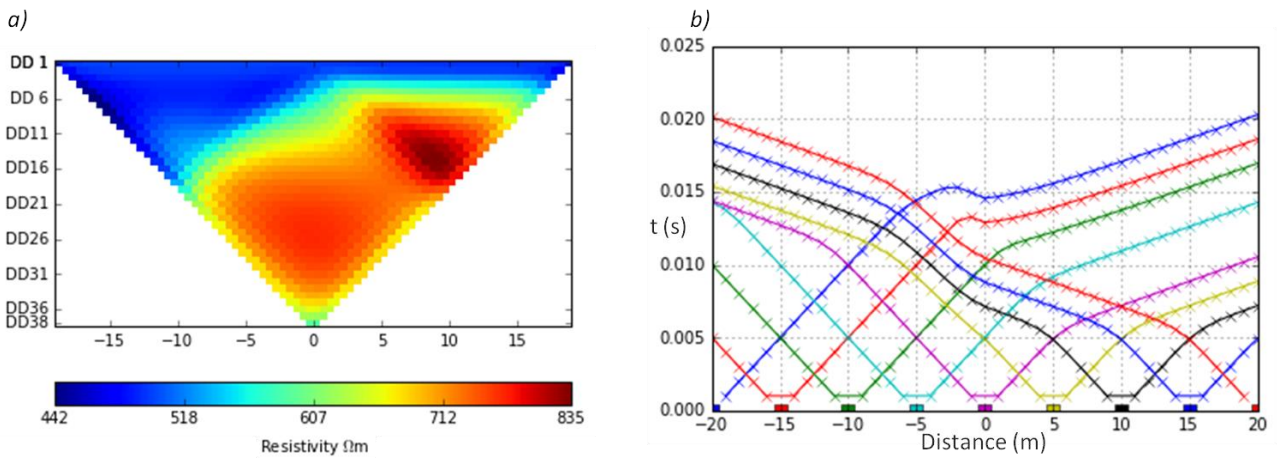 a)
DD 1
DD 6
DD11
DD16
DD21
DD26
DD31
DD36
DD38
−15 −10 −5 0 5 10 15
442 518 607 712 835
Resistivity Ωm
b)
0.025
0.020
0.015
t (s)
0.010
0.005
0.000
−20 −15 −10 −5 0 5 10 15 20
Distance (m)